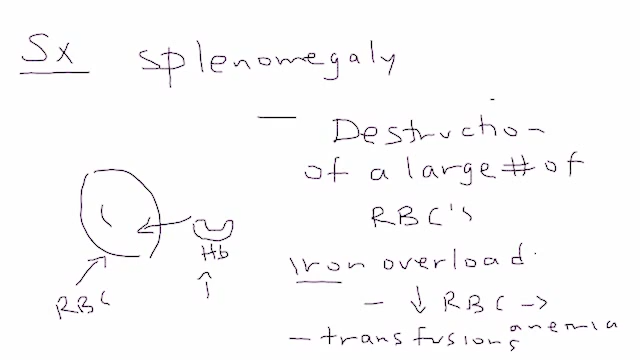 Sx splenomegaly
— Destruction
of a large # of
RBC's
Hb
RBC
Iron overload
- ↓ RBC →
anemia
- transfusions